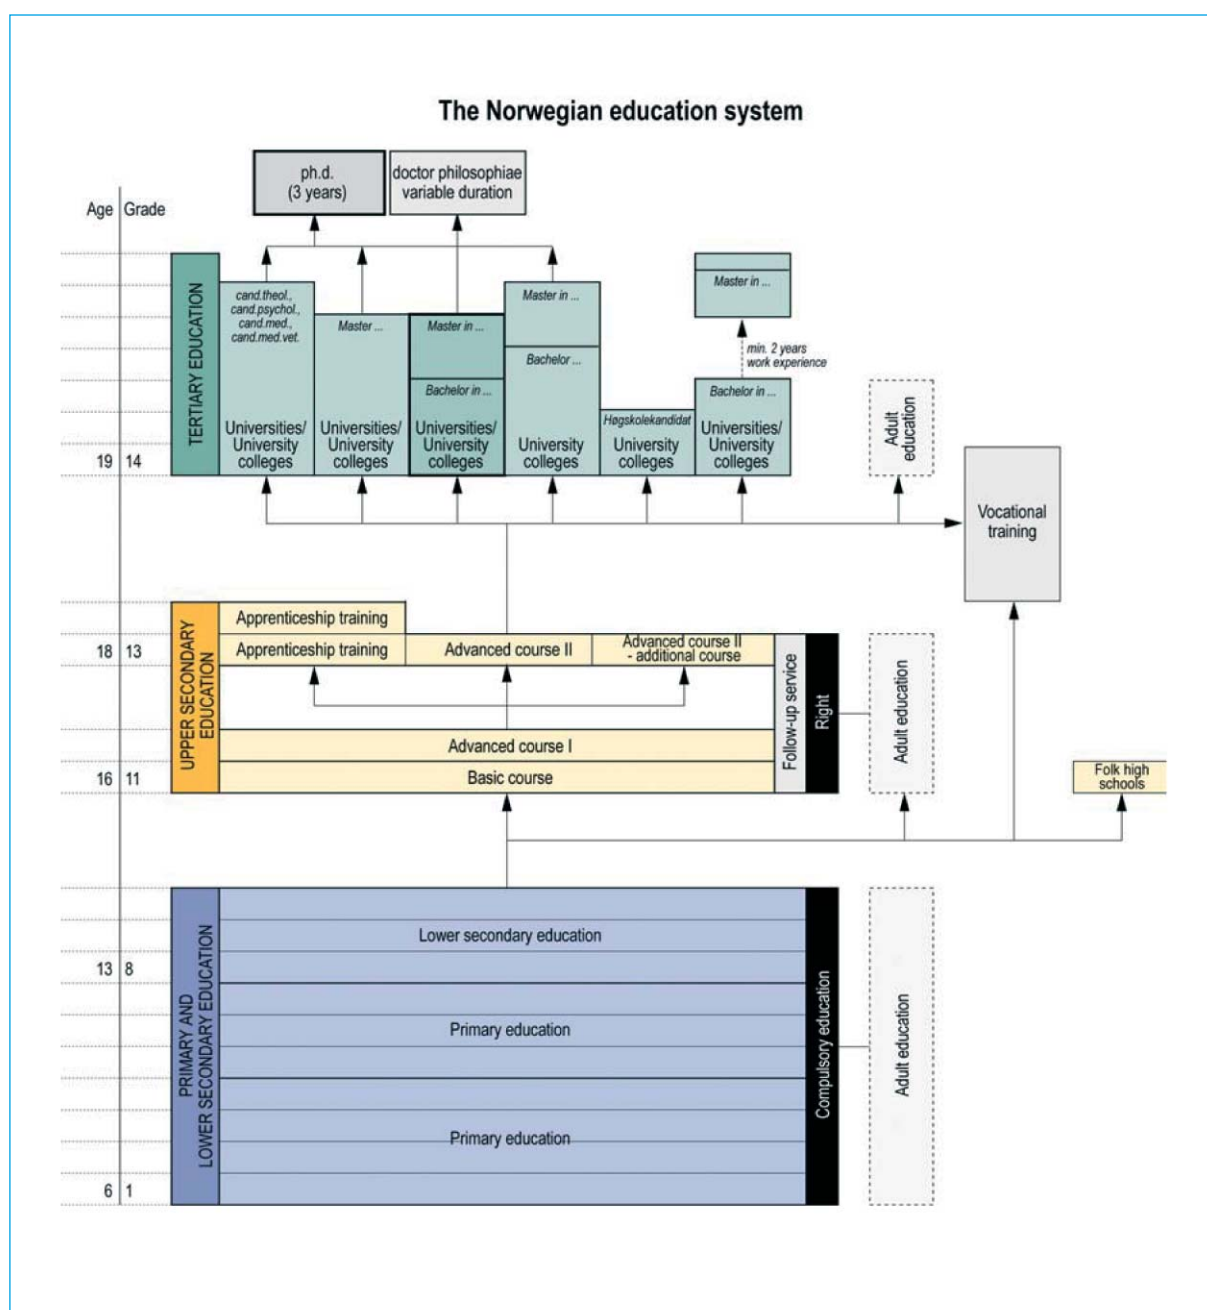 The Norwegian education system
ph.d.
(3 years)
doctor philosophiae
variable duration
Age Grade
TERTIARY EDUCATION
cand.theol.,
cand.psychol.,
cand.med.,
cand.med.vet.
Universities/
University
colleges
Master ...
Universities/
University
colleges
Master in ...
Bachelor in ...
Universities/
University
colleges
Master in ...
Bachelor ...
University
colleges
Høgskolekandidat
University
colleges
Master in ...
min. 2 years
work experience
Bachelor in ...
Universities/
University
colleges
Adult
education
19 14
Vocational
training
UPPER SECONDARY
EDUCATION
Apprenticeship training
18 13
Apprenticeship training
Advanced course II
Advanced course II
- additional course
Follow-up service
Right
Adult education
Advanced course I
16 11
Basic course
Folk high
schools
PRIMARY AND
LOWER SECONDARY EDUCATION
Lower secondary education
13 8
Primary education
Primary education
Compulsory education
Adult education
6 1